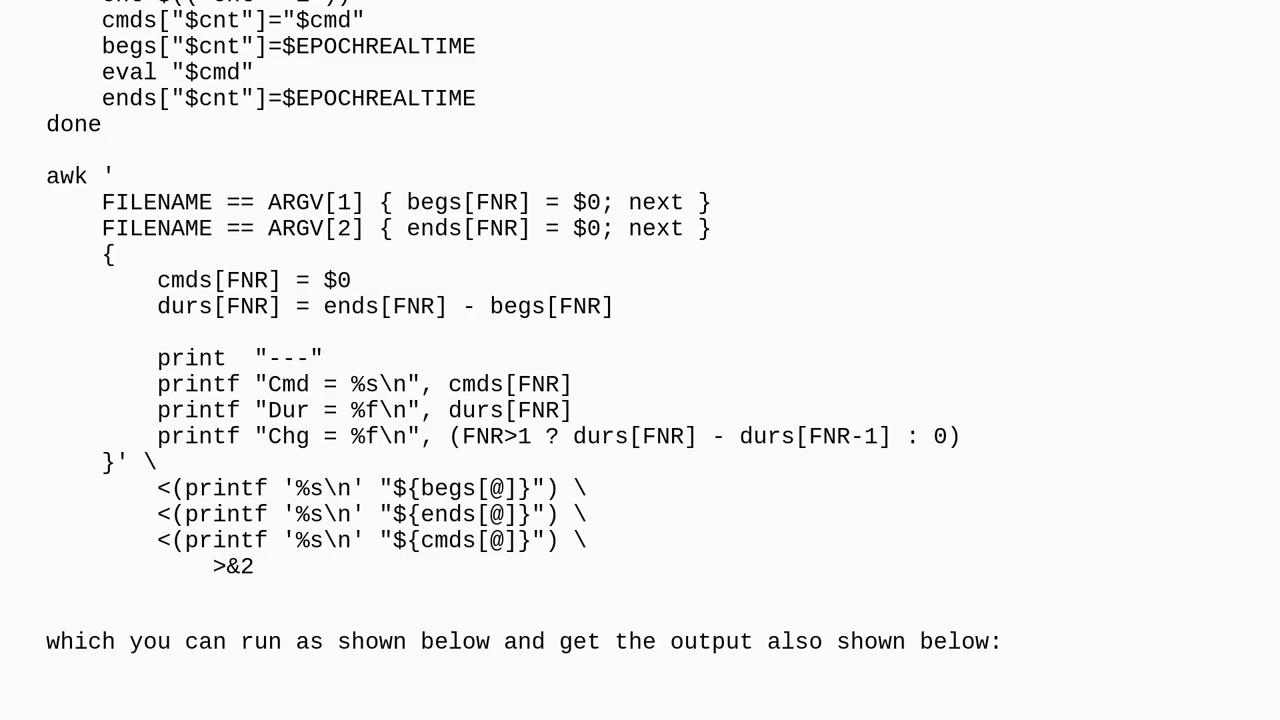 cmds["$cnt"]="$cmd"
begs["$cnt"]=$EPOCHREALTIME
eval "$cmd"
ends["$cnt"]=$EPOCHREALTIME
done
awk '
FILENAME == ARGV[1] { begs[FNR] = $0; next }
FILENAME == ARGV[2] { ends[FNR] = $0; next }
{
cmds[FNR] = $0
durs[FNR] = ends[FNR] - begs[FNR]
print  "---"
printf "Cmd = %s\n", cmds[FNR]
printf "Dur = %f\n", durs[FNR]
printf "Chg = %f\n", (FNR>1 ? durs[FNR] - durs[FNR-1] : 0)
}' \
<(printf '%s\n' "${begs[@]}") \
<(printf '%s\n' "${ends[@]}") \
<(printf '%s\n' "${cmds[@]}") \
>&2
which you can run as shown below and get the output also shown below: